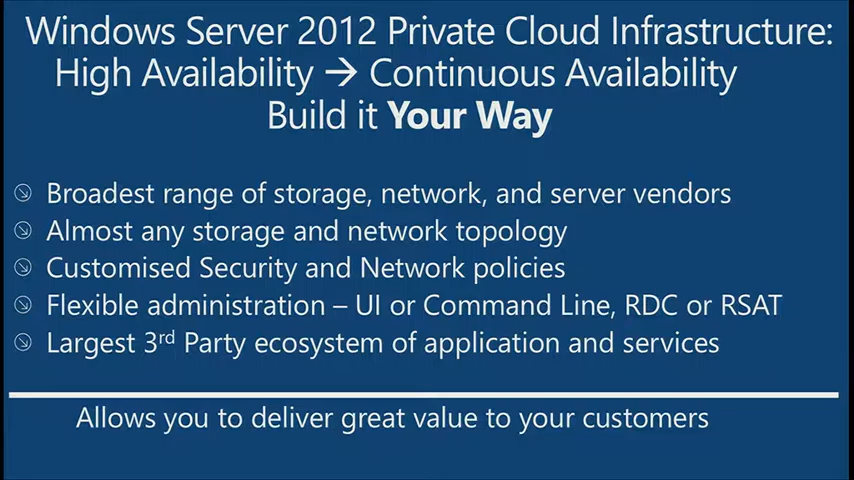 Windows Server 2012 Private Cloud Infrastructure:
High Availability → Continuous Availability
Build it Your Way
Broadest range of storage, network, and server vendors
Almost any storage and network topology
Customised Security and Network policies
Flexible administration – UI or Command Line, RDC or RSAT
Largest 3rd Party ecosystem of application and services
Allows you to deliver great value to your customers